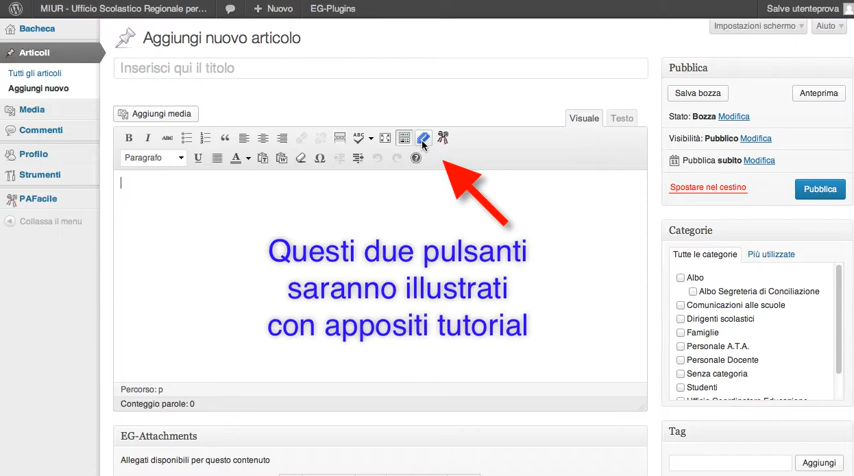 MIUR - Ufficio Scolastico Regionale per...
Nuovo
EG-Plugins
Salve utenteprova
Bacheca
Articoli
Tutti gli articoli
Aggiungi nuovo
Media
Commenti
Profilo
Strumenti
PAFacile
Collassa il menu
Impostazioni schermo
Aiuto
Aggiungi nuovo articolo
Inserisci qui il titolo
Aggiungi media
Visuale
Testo
B I ABC
ABC
Paragrafo
U
A
Questi due pulsanti
saranno illustrati
con appositi tutorial
Percorso: p
Conteggio parole: 0
EG-Attachments
Allegati disponibili per questo contenuto
Pubblica
Salva bozza
Anteprima
Stato: Bozza Modifica
Visibilità: Pubblico Modifica
Pubblica subito Modifica
Spostare nel cestino
Pubblica
Categorie
Tutte le categorie
Più utilizzate
Albo
Albo Segreteria di Conciliazione
Comunicazioni alle scuole
Dirigenti scolastici
Famiglie
Personale A.T.A.
Personale Docente
Senza categoria
Studenti
Ufficio Coordinatore Educazione
Tag
Aggiungi